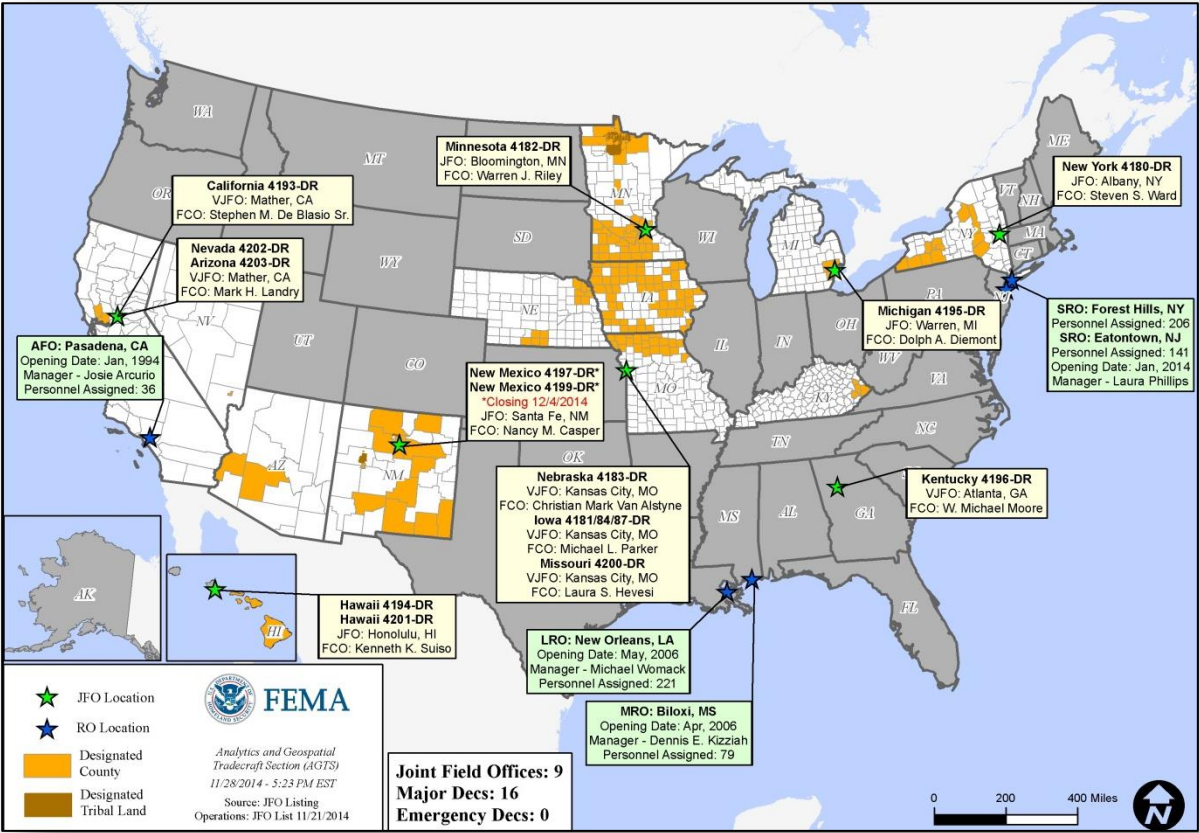 WA
OR
MT
WY
SD
UT
CO
NE
NV
AZ
NM
OK
MN
IA
MO
WI
MI
IL
IN
OH
KY
TN
WV
VA
NC
MS
AL
GA
FL
PA
NY
NJ
CT
MA
VT
NH
ME
AK
HI
Minnesota 4182-DR
JFO: Bloomington, MN
FCO: Warren J. Riley
New York 4180-DR
JFO: Albany, NY
FCO: Steven S. Ward
California 4193-DR
VJFO: Mather, CA
FCO: Stephen M. De Blasio Sr.
Nevada 4202-DR
Arizona 4203-DR
VJFO: Mather, CA
FCO: Mark H. Landry
AFO: Pasadena, CA
Opening Date: Jan, 1994
Manager - Josie Arcurio
Personnel Assigned: 36
Michigan 4195-DR
JFO: Warren, MI
FCO: Dolph A. Diemont
SRO: Forest Hills, NY
Personnel Assigned: 206
SRO: Eatontown, NJ
Personnel Assigned: 141
Opening Date: Jan, 2014
Manager - Laura Phillips
New Mexico 4197-DR*
New Mexico 4199-DR*
*Closing 12/4/2014
JFO: Santa Fe, NM
FCO: Nancy M. Casper
Nebraska 4183-DR
VJFO: Kansas City, MO
FCO: Christian Mark Van Alstyne
Iowa 4181/84/87-DR
VJFO: Kansas City, MO
FCO: Michael L. Parker
Missouri 4200-DR
VJFO: Kansas City, MO
FCO: Laura S. Hevesi
Kentucky 4196-DR
VJFO: Atlanta, GA
FCO: W. Michael Moore
Hawaii 4194-DR
Hawaii 4201-DR
JFO: Honolulu, HI
FCO: Kenneth K. Suiso
LRO: New Orleans, LA
Opening Date: May, 2006
Manager - Michael Womack
Personnel Assigned: 221
MRO: Biloxi, MS
Opening Date: Apr, 2006
Manager - Dennis E. Kizziah
Personnel Assigned: 79
JFO Location
RO Location
Designated
County
Designated
Tribal Land
FEMA
Analytics and Geospatial
Tradecraft Section (AGTS)
11/28/2014 - 5:23 PM EST
Source: JFO Listing
Operations: JFO List 11/21/2014
Joint Field Offices: 9
Major Decs: 16
Emergency Decs: 0
0 200 400 Miles
N